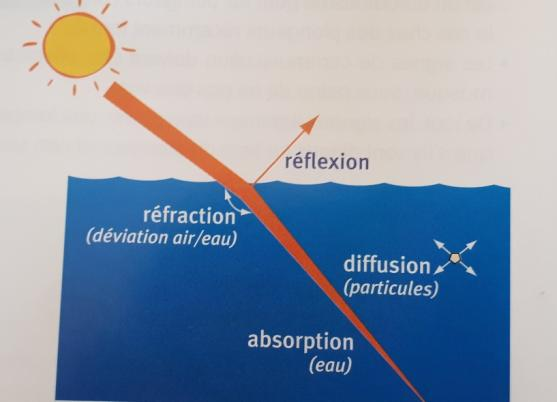 réflexion
réfraction
(déviation air/eau)
diffusion
(particules)
absorption
(eau)